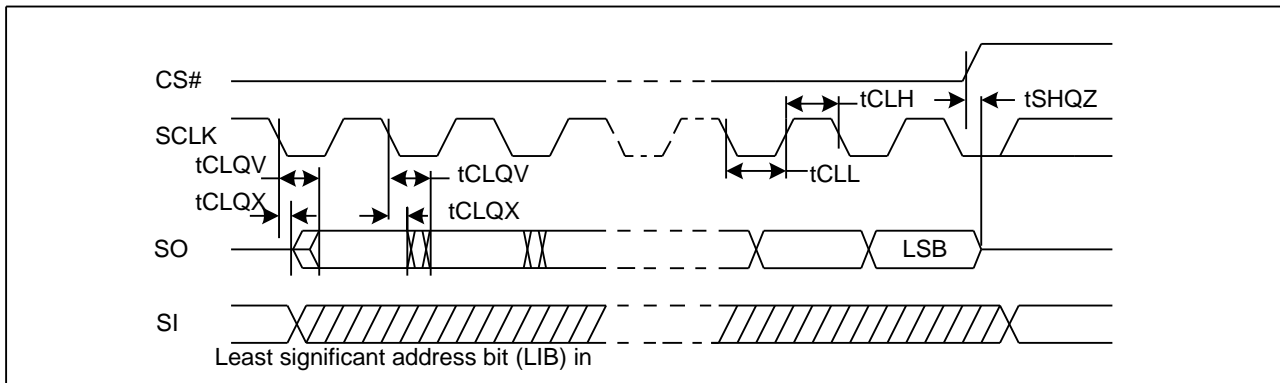 CS#
tCLH
tSHQZ
SCLK
tCLQV
tCLQV
tCLL
tCLQX
tCLQX
SO
LSB
SI
Least significant address bit (LIB) in